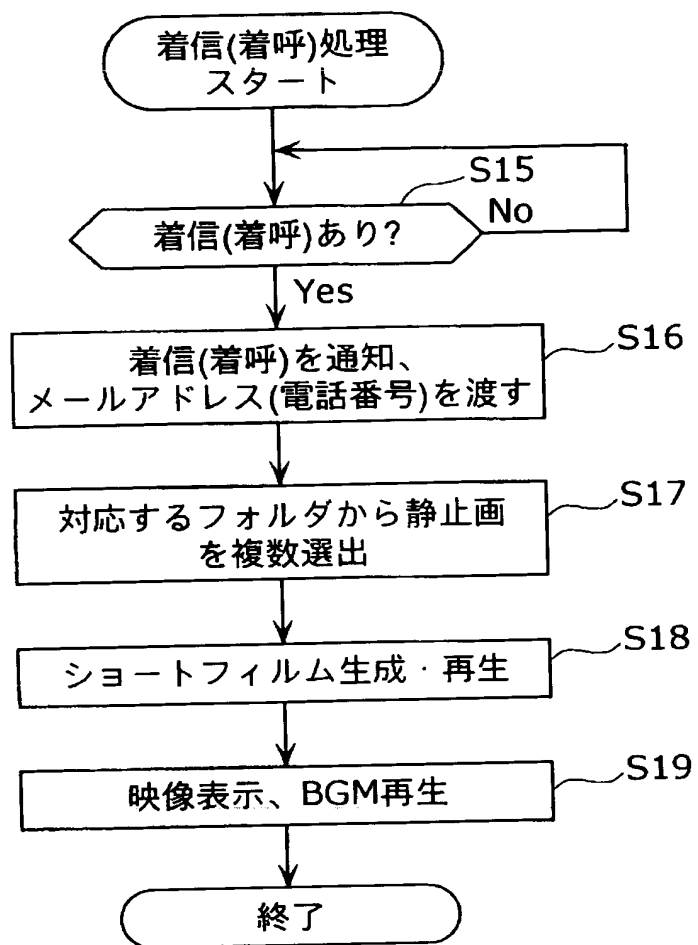 着信(着呼)処理
スタート
S15
着信(着呼)あり?
No
Yes
S16
着信(着呼)を通知、
メールアドレス(電話番号)を渡す
S17
対応するフォルダから静止画
を複数選出
S18
ショートフィルム生成・再生
S19
映像表示、BGM再生
終了